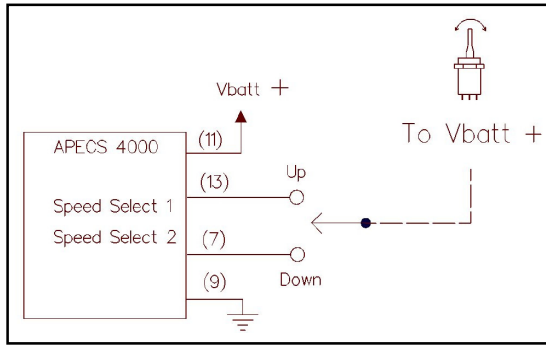 Vbatt +
APECS 4000
(11)
To Vbatt +
(13)
Up
Speed Select 1
Speed Select 2
(7)
(9)
Down